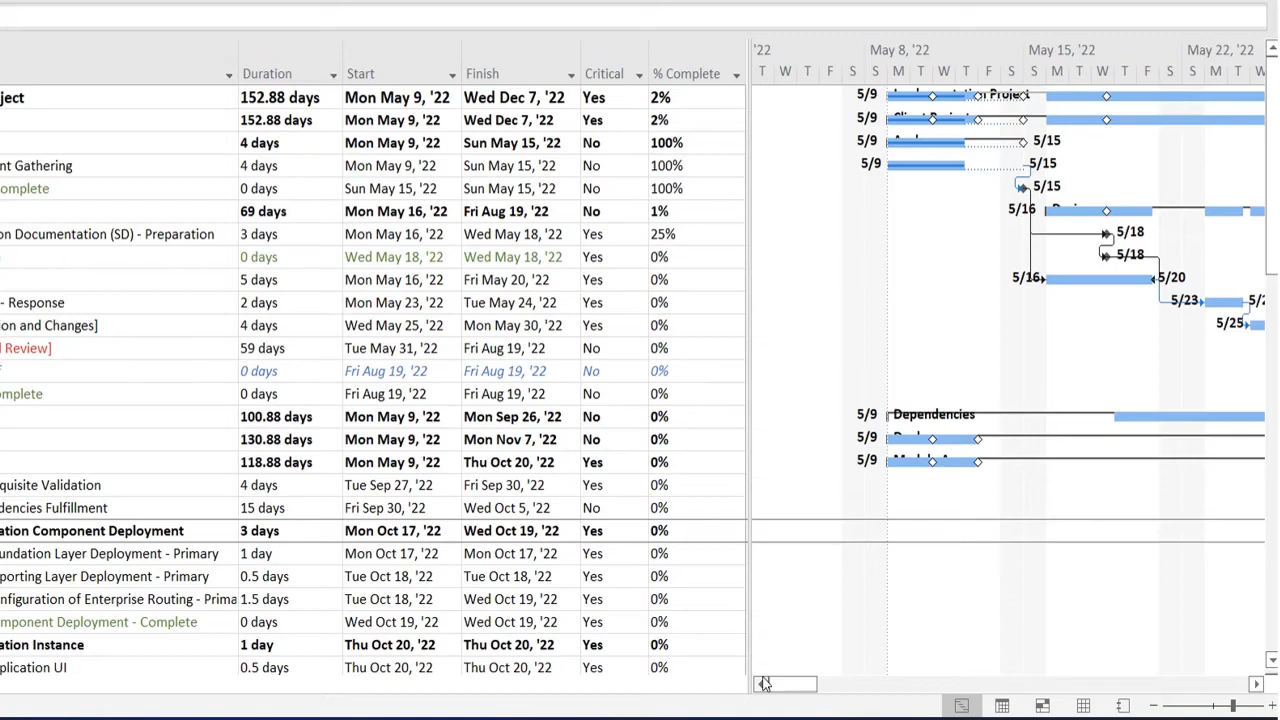 '22 May 8, '22 May 15, '22 May 22, '22
Duration Start Finish Critical % Complete T W T F S S M T W T F S S M T W T F S S M T W
ject 152.88 days Mon May 9, '22 Wed Dec 7, '22 Yes 2% 5/9 Project
152.88 days Mon May 9, '22 Wed Dec 7, '22 Yes 2% 5/9
4 days Mon May 9, '22 Sun May 15, '22 No 100% 5/9 5/15
nt Gathering 4 days Mon May 9, '22 Sun May 15, '22 No 100% 5/9 5/15
omplete 0 days Sun May 15, '22 Sun May 15, '22 No 100% 5/15
69 days Mon May 16, '22 Fri Aug 19, '22 No 1% 5/16
on Documentation (SD) - Preparation 3 days Mon May 16, '22 Wed May 18, '22 Yes 25% 5/18
0 days Wed May 18, '22 Wed May 18, '22 Yes 0% 5/18
5 days Mon May 16, '22 Fri May 20, '22 Yes 0% 5/16 5/20
- Response 2 days Mon May 23, '22 Tue May 24, '22 Yes 0% 5/23
ion and Changes] 4 days Wed May 25, '22 Mon May 30, '22 Yes 0% 5/25
l Review] 59 days Tue May 31, '22 Fri Aug 19, '22 No 0%
0 days Fri Aug 19, '22 Fri Aug 19, '22 No 0%
omplete 0 days Fri Aug 19, '22 Fri Aug 19, '22 No 0%
100.88 days Mon May 9, '22 Mon Sep 26, '22 No 0% 5/9 Dependencies
130.88 days Mon May 9, '22 Mon Nov 7, '22 No 0% 5/9
118.88 days Mon May 9, '22 Thu Oct 20, '22 Yes 0% 5/9
quisite Validation 4 days Tue Sep 27, '22 Fri Sep 30, '22 Yes 0%
dencies Fulfillment 15 days Fri Sep 30, '22 Wed Oct 5, '22 No 0%
ation Component Deployment 3 days Mon Oct 17, '22 Wed Oct 19, '22 Yes 0%
undation Layer Deployment - Primary 1 day Mon Oct 17, '22 Mon Oct 17, '22 Yes 0%
porting Layer Deployment - Primary 0.5 days Tue Oct 18, '22 Tue Oct 18, '22 Yes 0%
nfiguration of Enterprise Routing - Prima 1.5 days Tue Oct 18, '22 Wed Oct 19, '22 Yes 0%
mponent Deployment - Complete 0 days Wed Oct 19, '22 Wed Oct 19, '22 Yes 0%
ation Instance 1 day Thu Oct 20, '22 Thu Oct 20, '22 Yes 0%
plication UI 0.5 days Thu Oct 20, '22 Thu Oct 20, '22 Yes 0%